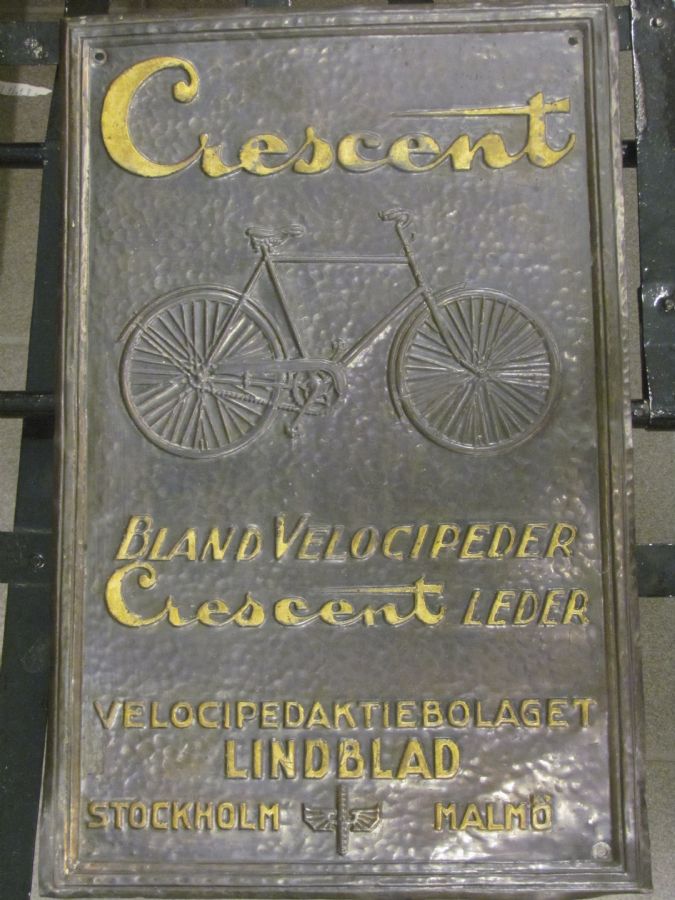 Crescent
BLAND VELOCIPEDER
Crescent LEDER
VELOCIPEDAKTIEBOLAGET
LINDBLAD
STOCKHOLM MALMÖ